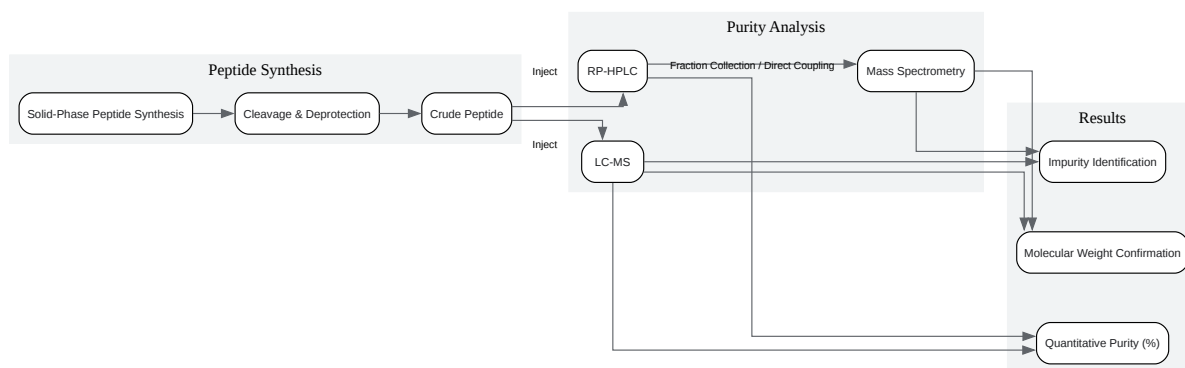 Peptide Synthesis
Solid-Phase Peptide Synthesis
Cleavage & Deprotection
Crude Peptide
Inject
Inject
Purity Analysis
RP-HPLC
Fraction Collection / Direct Coupling
Mass Spectrometry
LC-MS
Results
Impurity Identification
Molecular Weight Confirmation
Quantitative Purity (%)